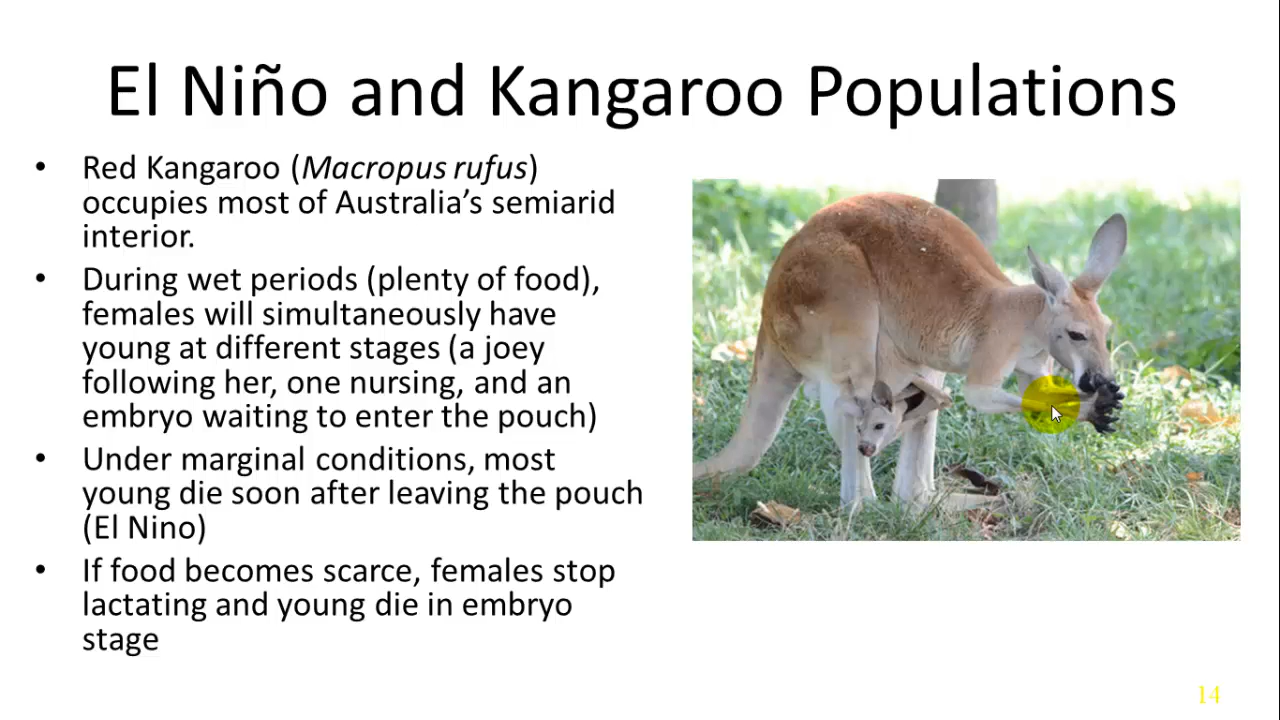 El Niño and Kangaroo Populations
• Red Kangaroo (Macropus rufus)
occupies most of Australia’s semiarid
interior.
• During wet periods (plenty of food),
females will simultaneously have
young at different stages (a joey
following her, one nursing, and an
embryo waiting to enter the pouch)
• Under marginal conditions, most
young die soon after leaving the pouch
(El Nino)
• If food becomes scarce, females stop
lactating and young die in embryo
stage
14